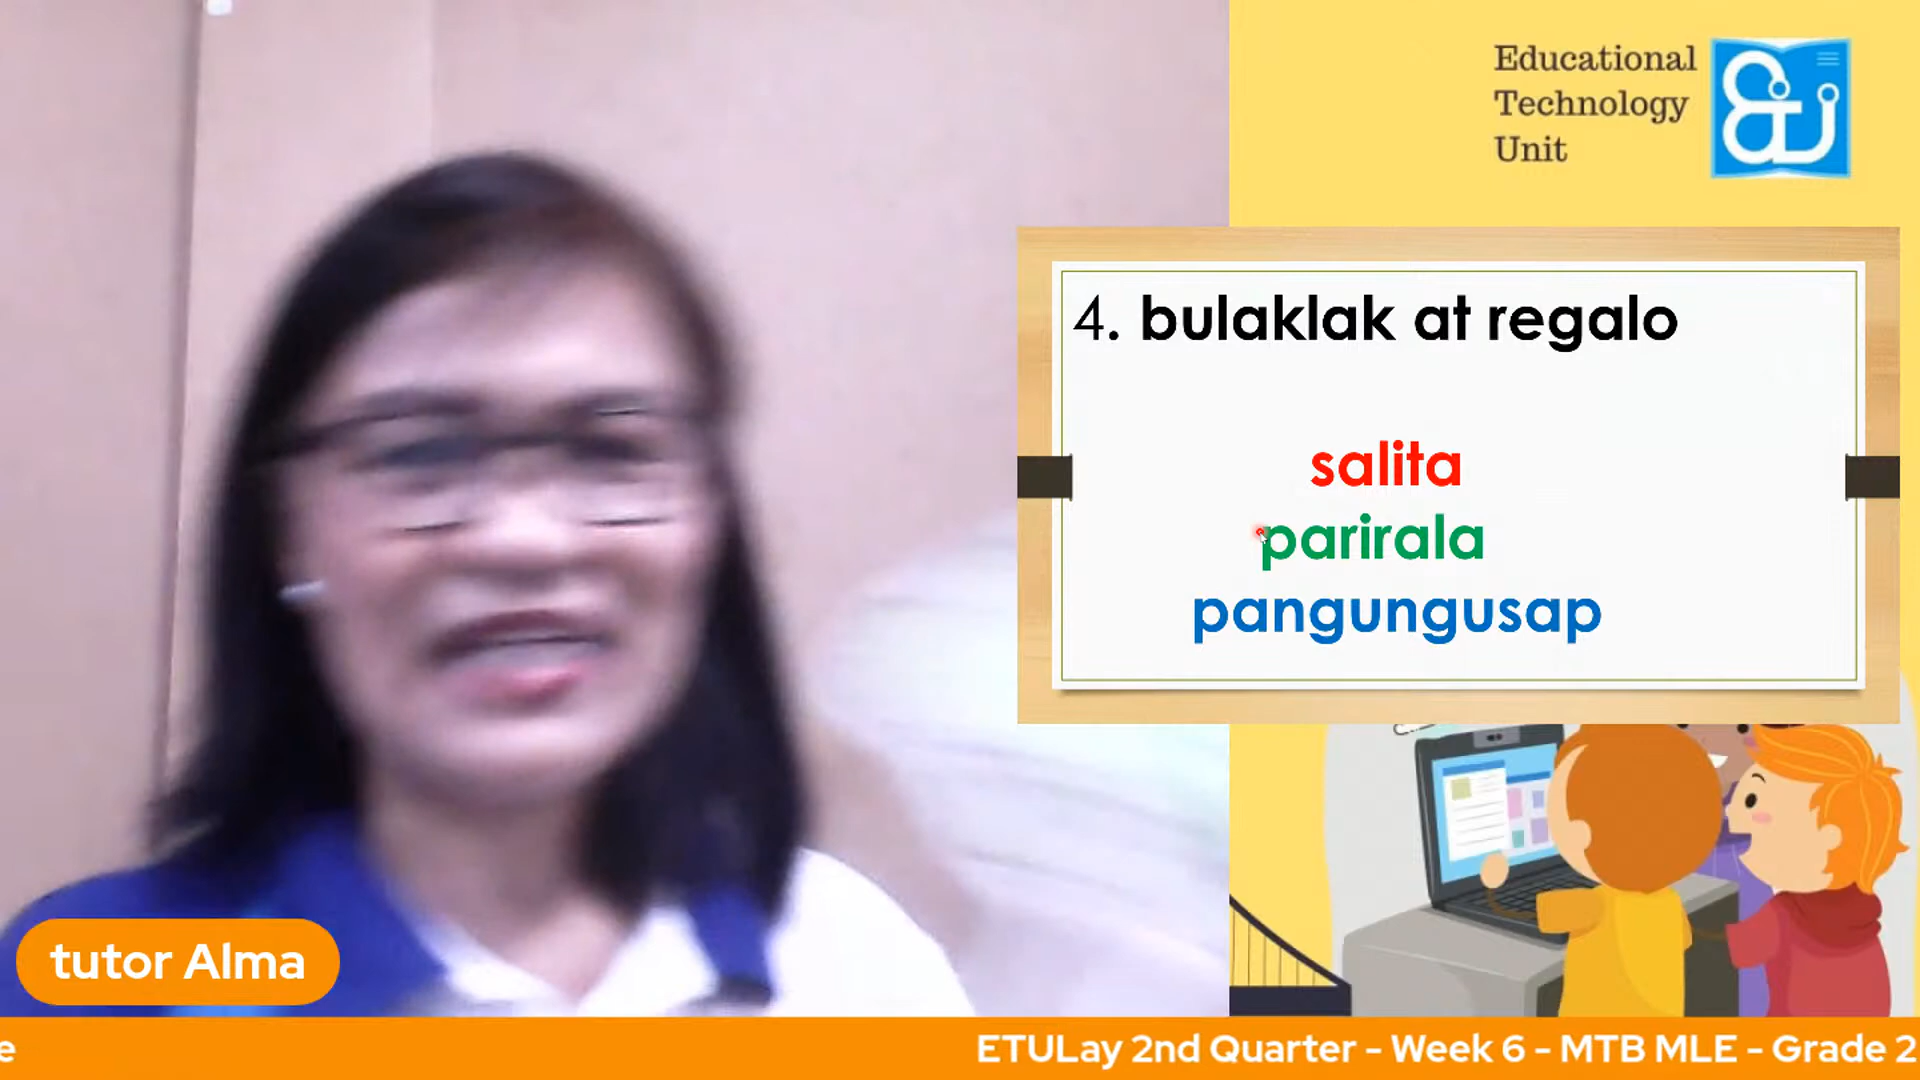 Educational
Technology
Unit
4. bulaklak at regalo
salita
parirala
pangungusap
tutor Alma
e
ETULay 2nd Quarter - Week 6 - MTB MLE - Grade 2